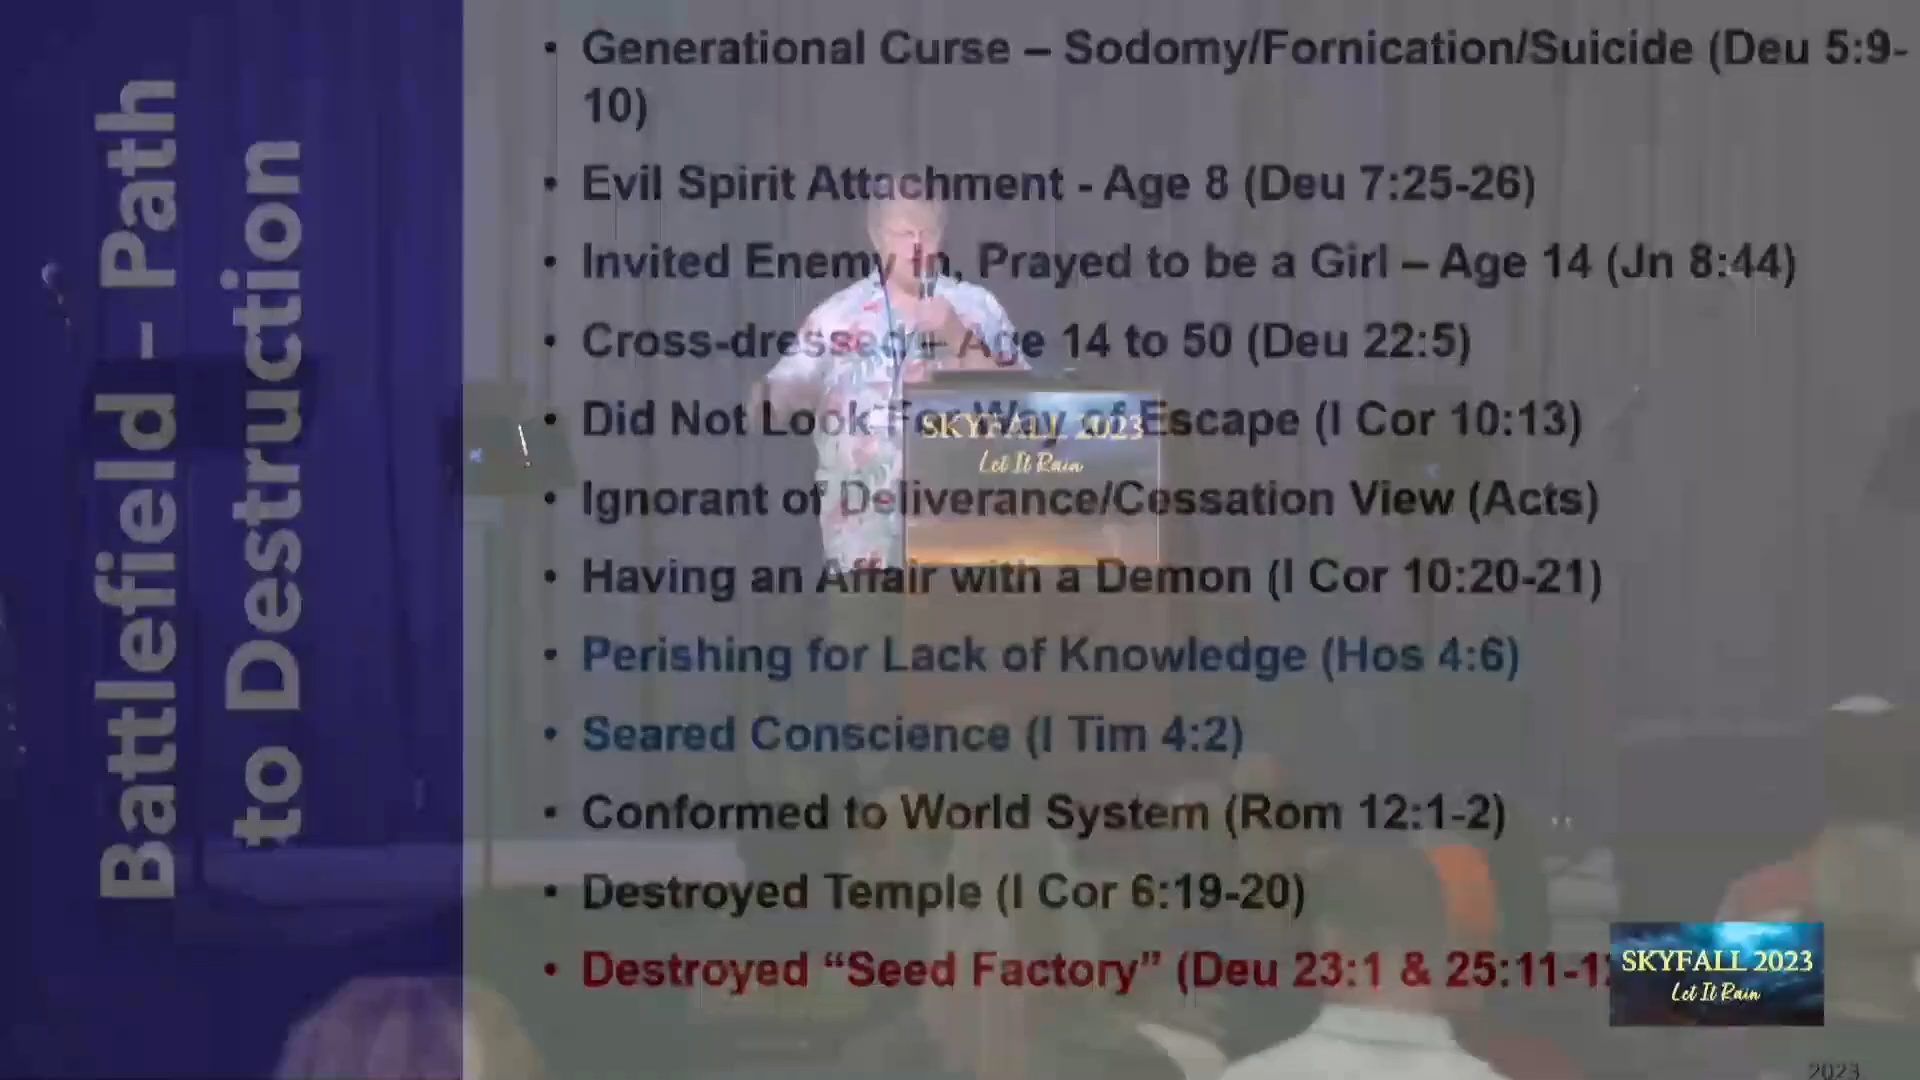 Battlefield – Path
to Destruction
• Generational Curse – Sodomy/Fornication/Suicide (Deu 5:9-
10)
• Evil Spirit Attachment - Age 8 (Deu 7:25-26)
• Invited Enemy In, Prayed to be a Girl – Age 14 (Jn 8:44)
• Cross-dressed – Age 14 to 50 (Deu 22:5)
• Did Not Look For Way of Escape (I Cor 10:13)
SKYFALL 2023
Let It Rain
• Ignorant of Deliverance/Cessation View (Acts)
• Having an Affair with a Demon (I Cor 10:20-21)
• Perishing for Lack of Knowledge (Hos 4:6)
• Seared Conscience (I Tim 4:2)
• Conformed to World System (Rom 12:1-2)
• Destroyed Temple (I Cor 6:19-20)
• Destroyed “Seed Factory” (Deu 23:1 & 25:11-1
SKYFALL 2023
Let It Rain
2023